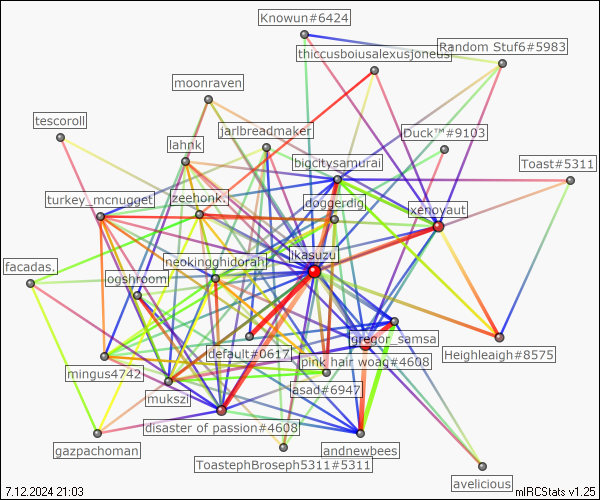 Knowun#6424
thiccusboiusalexusjoneus
Random Stuf6#5983
moonraven
tescoroll
jarlbreadmaker
Duck™#9103
lahnk
bigcitysamurai
Toast#5311
turkey_mcnugget
zeehonk.
doggerdig.
xenoyaut
ikasuzu
neokingghidorah
facadas.
ogshroom
gregor_samsa
default#0617
pink hair woag#4608
Heighleaigh#8575
mingus4742
asad#6947
mukszi
disaster of passion#4608
gazpachoman
andnewbees
ToastephBroseph5311#5311
avelicious
7.12.2024 21:03
mIRCStats v1.25